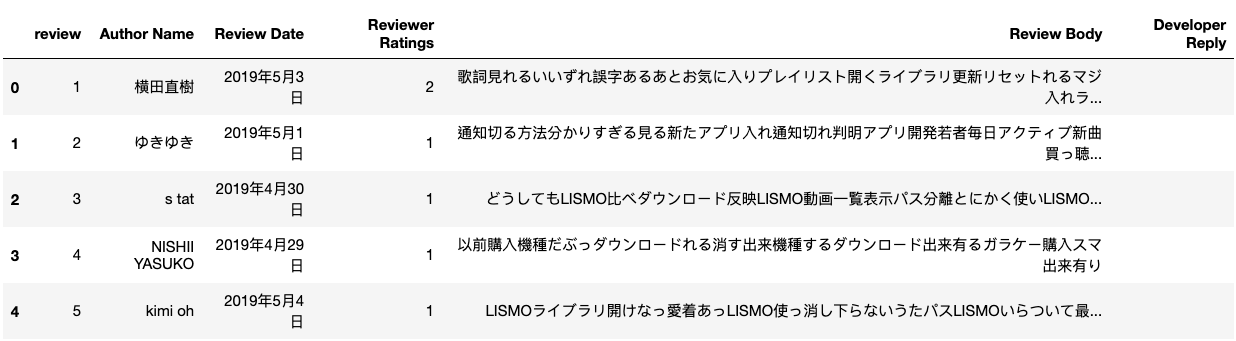 review Author Name Review Date Reviewer Ratings Review Body Developer Reply
0 1 横田直樹 2019年5月3日 2 歌詞見れるいいずれ誤字あるあとお気に入りプレイリスト開くライブラリ更新リセットれるマジ
入れラ...
1 2 ゆきゆき 2019年5月1日 1 通知切る方法分かりすぎる見る新たアプリ入れ通知切れ判明アプリ開発若者毎日アクティブ新曲
買っ聴...
2 3 s tat 2019年4月30日 1 どうしてもLISMO比べダウンロード反映LISMO動画一覧表示パス分離とにかく使いLISMO...
3 4 NISHII YASUKO 2019年4月29日 1 以前購入機種だぶっダウンロードれる消す出来機種するダウンロード出来有るガラケー購入スマ
出来有り
4 5 kimi oh 2019年5月4日 1 LISMOライブラリ開けなっ愛着あっLISMO使っ消し下らないうたパスLISMOいらついて最...